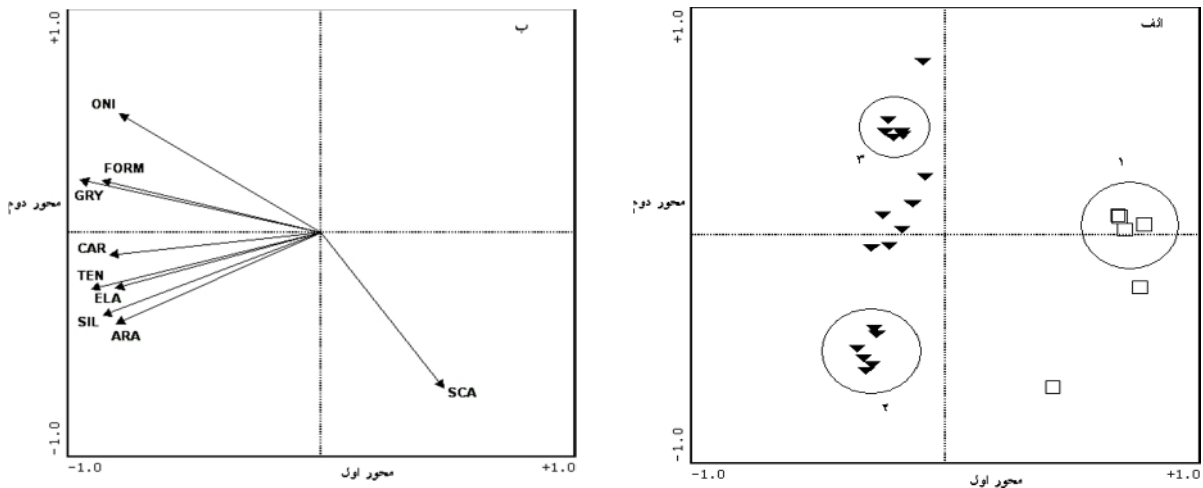 ب
+1.0
ONI
FORM
GRY
محور دوم
CAR
TEN
ELA
SIL
ARA
SCA
-1.0
-1.0
محور اول
+1.0
الف
+1.0
۳
۱
محور دوم
۲
-1.0
-1.0
محور اول
+1.0